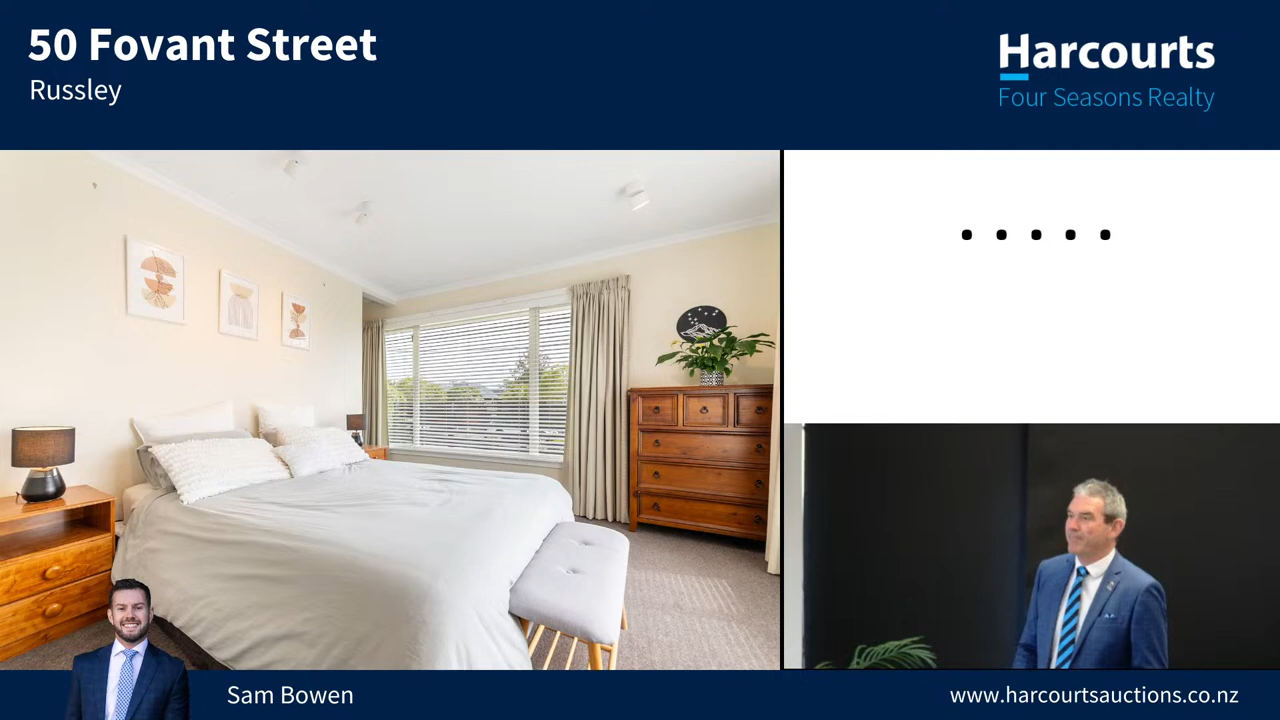 50 Fovant Street
Russley
Harcourts
Four Seasons Realty
.....
Sam Bowen
www.harcourtsauctions.co.nz